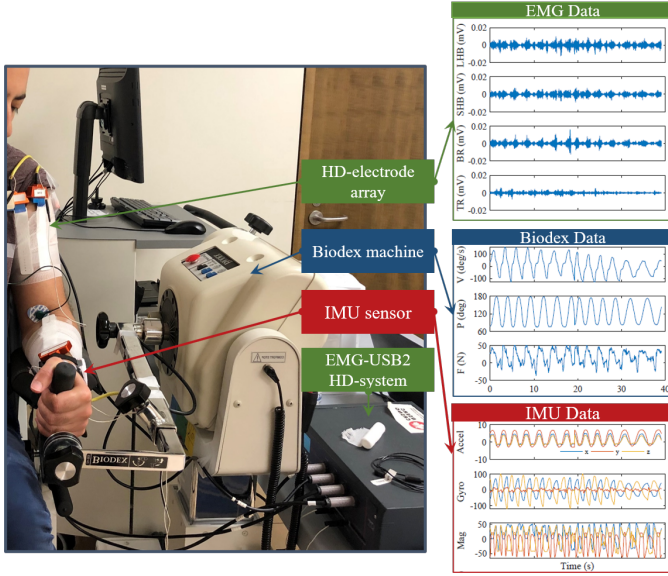 EMG Data
LHB (mV)
0.02
0
-0.02
SHB (mV)
0.02
0
-0.02
BR (mV)
0.02
0
-0.02
TR (mV)
0.02
0
-0.02
HD-electrode
array
Biodex machine
IMU sensor
EMG-USB2
HD-system
BIODEX
Biodex Data
V (deg/s)
100
0
-100
P (deg)
180
120
60
F (N)
50
0
-50
0
10
20
30
40
IMU Data
Accel
10
5
0
x
y
z
Gyro
100
0
-100
Mag
50
0
-50
Time (s)